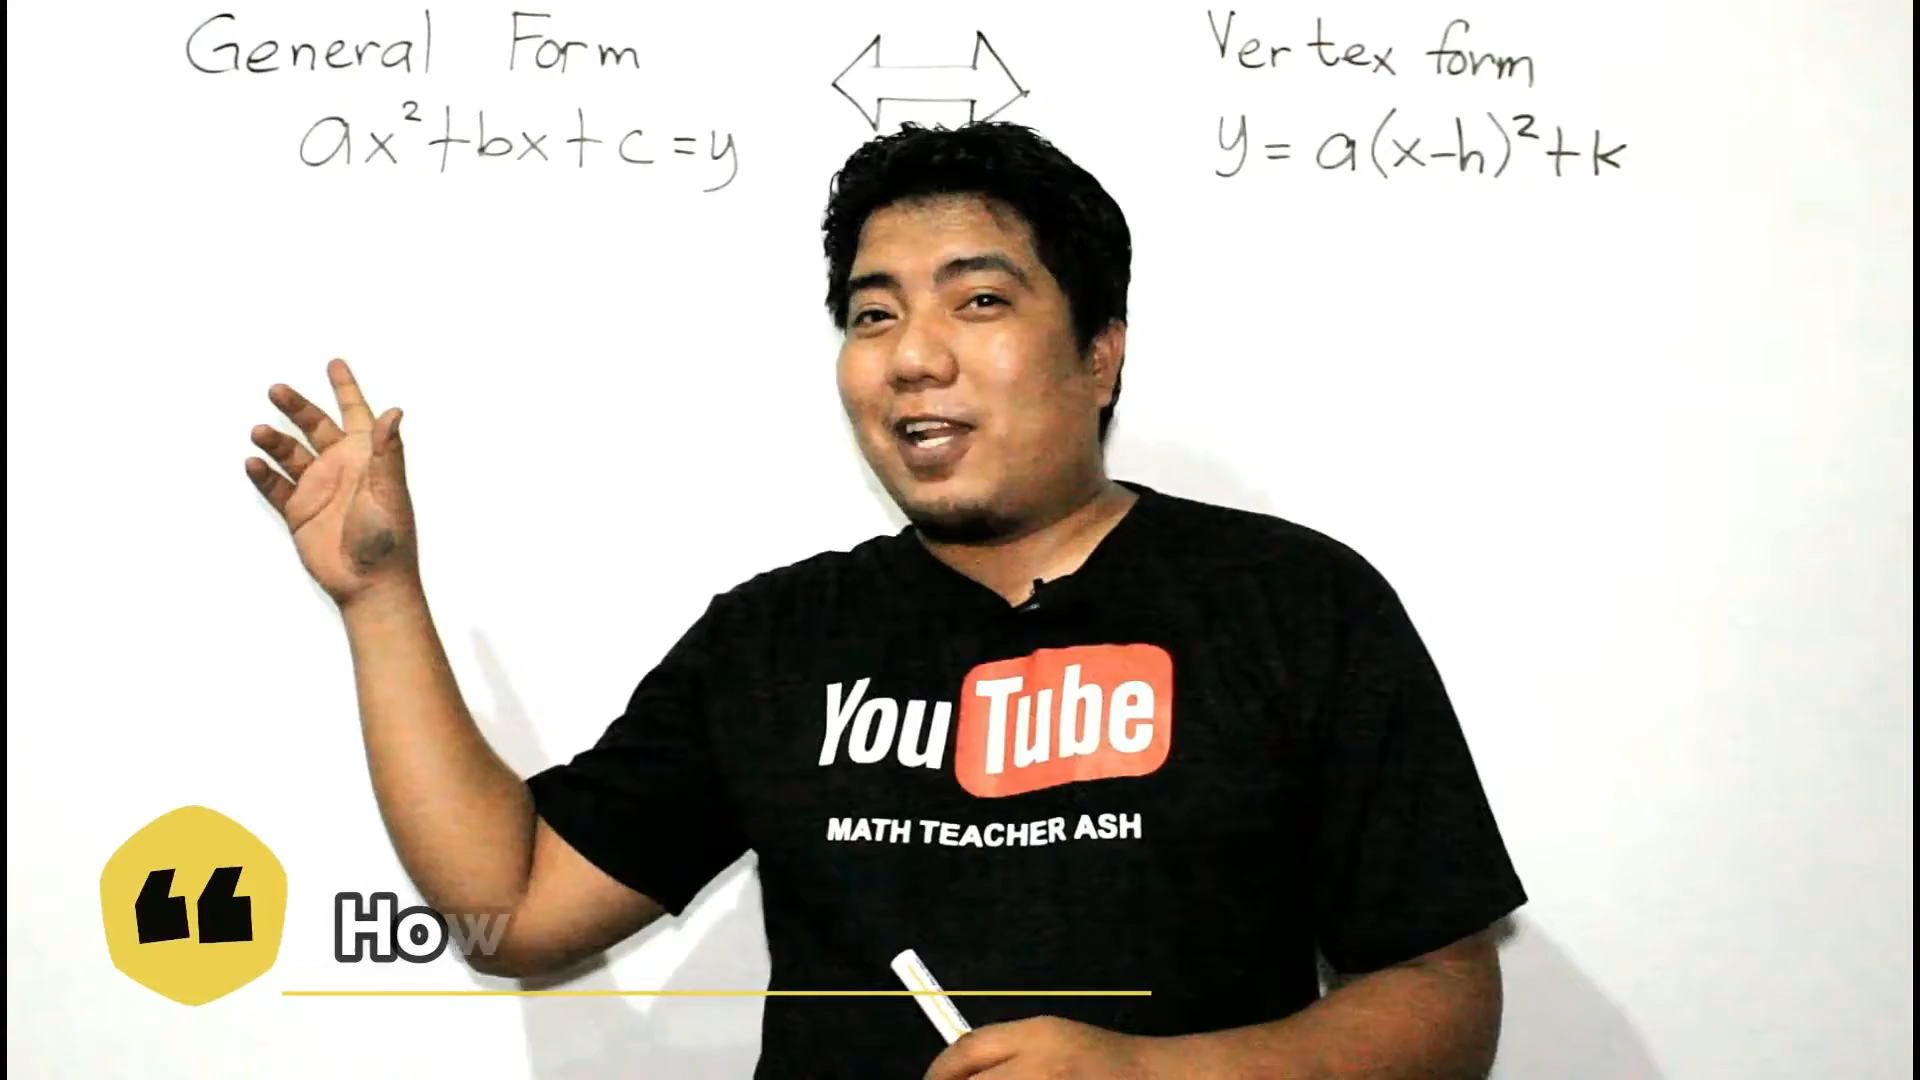 General Form
ax²+bx+c=y
Vertex form
y=a(x-h)²+k
YouTube
MATH TEACHER ASH
“
How